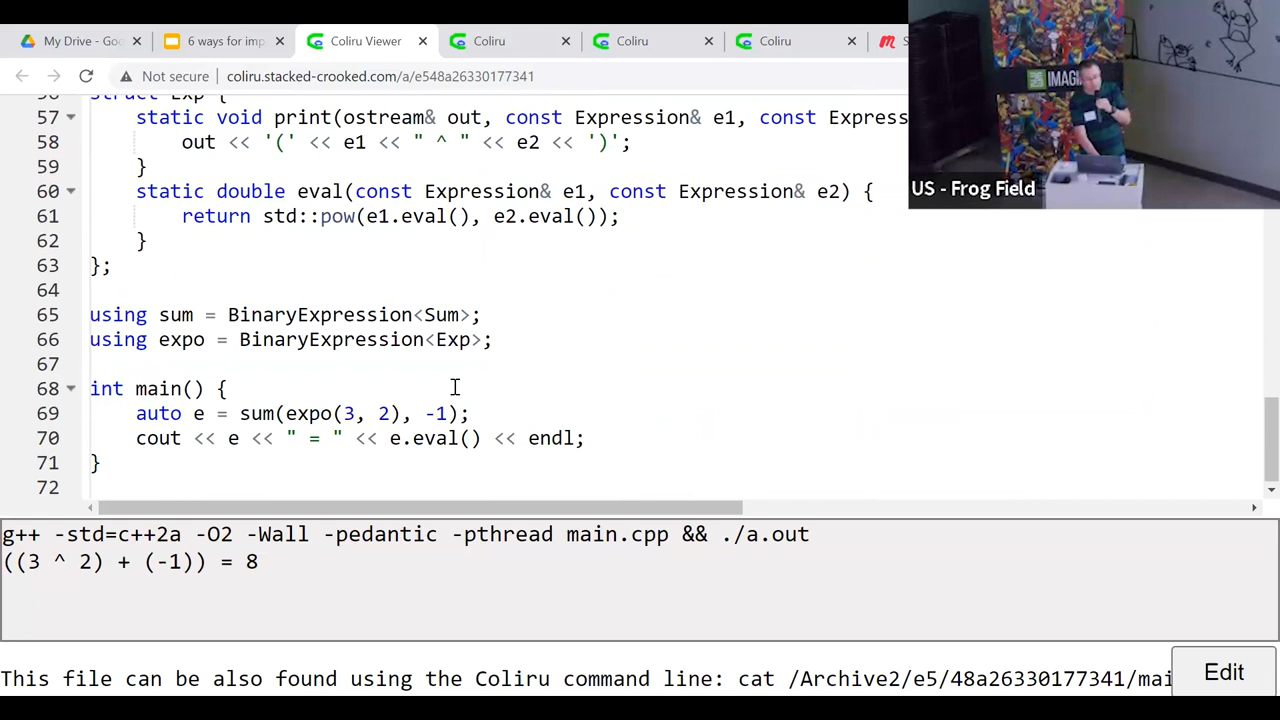 My Drive - Goo
6 ways for imp
Coliru Viewer
Coliru
Coliru
Coliru
Not secure
coliru.stacked-crooked.com/a/e548a26330177341
IMAGI
US - Frog Field
56 struct Exp {
57 static void print(ostream& out, const Expression& e1, const Express
58 out << '(' << e1 << " ^ " << e2 << ')';
59 }
60 static double eval(const Expression& e1, const Expression& e2) {
61 return std::pow(e1.eval(), e2.eval());
62 }
63 };
64
65 using sum = BinaryExpression<Sum>;
66 using expo = BinaryExpression<Exp>;
67
68 int main() {
69 auto e = sum(expo(3, 2), -1);
70 cout << e << " = " << e.eval() << endl;
71 }
72
g++ -std=c++2a -O2 -Wall -pedantic -pthread main.cpp && ./a.out
((3 ^ 2) + (-1)) = 8
This file can be also found using the Coliru command line: cat /Archive2/e5/48a26330177341/mai
Edit